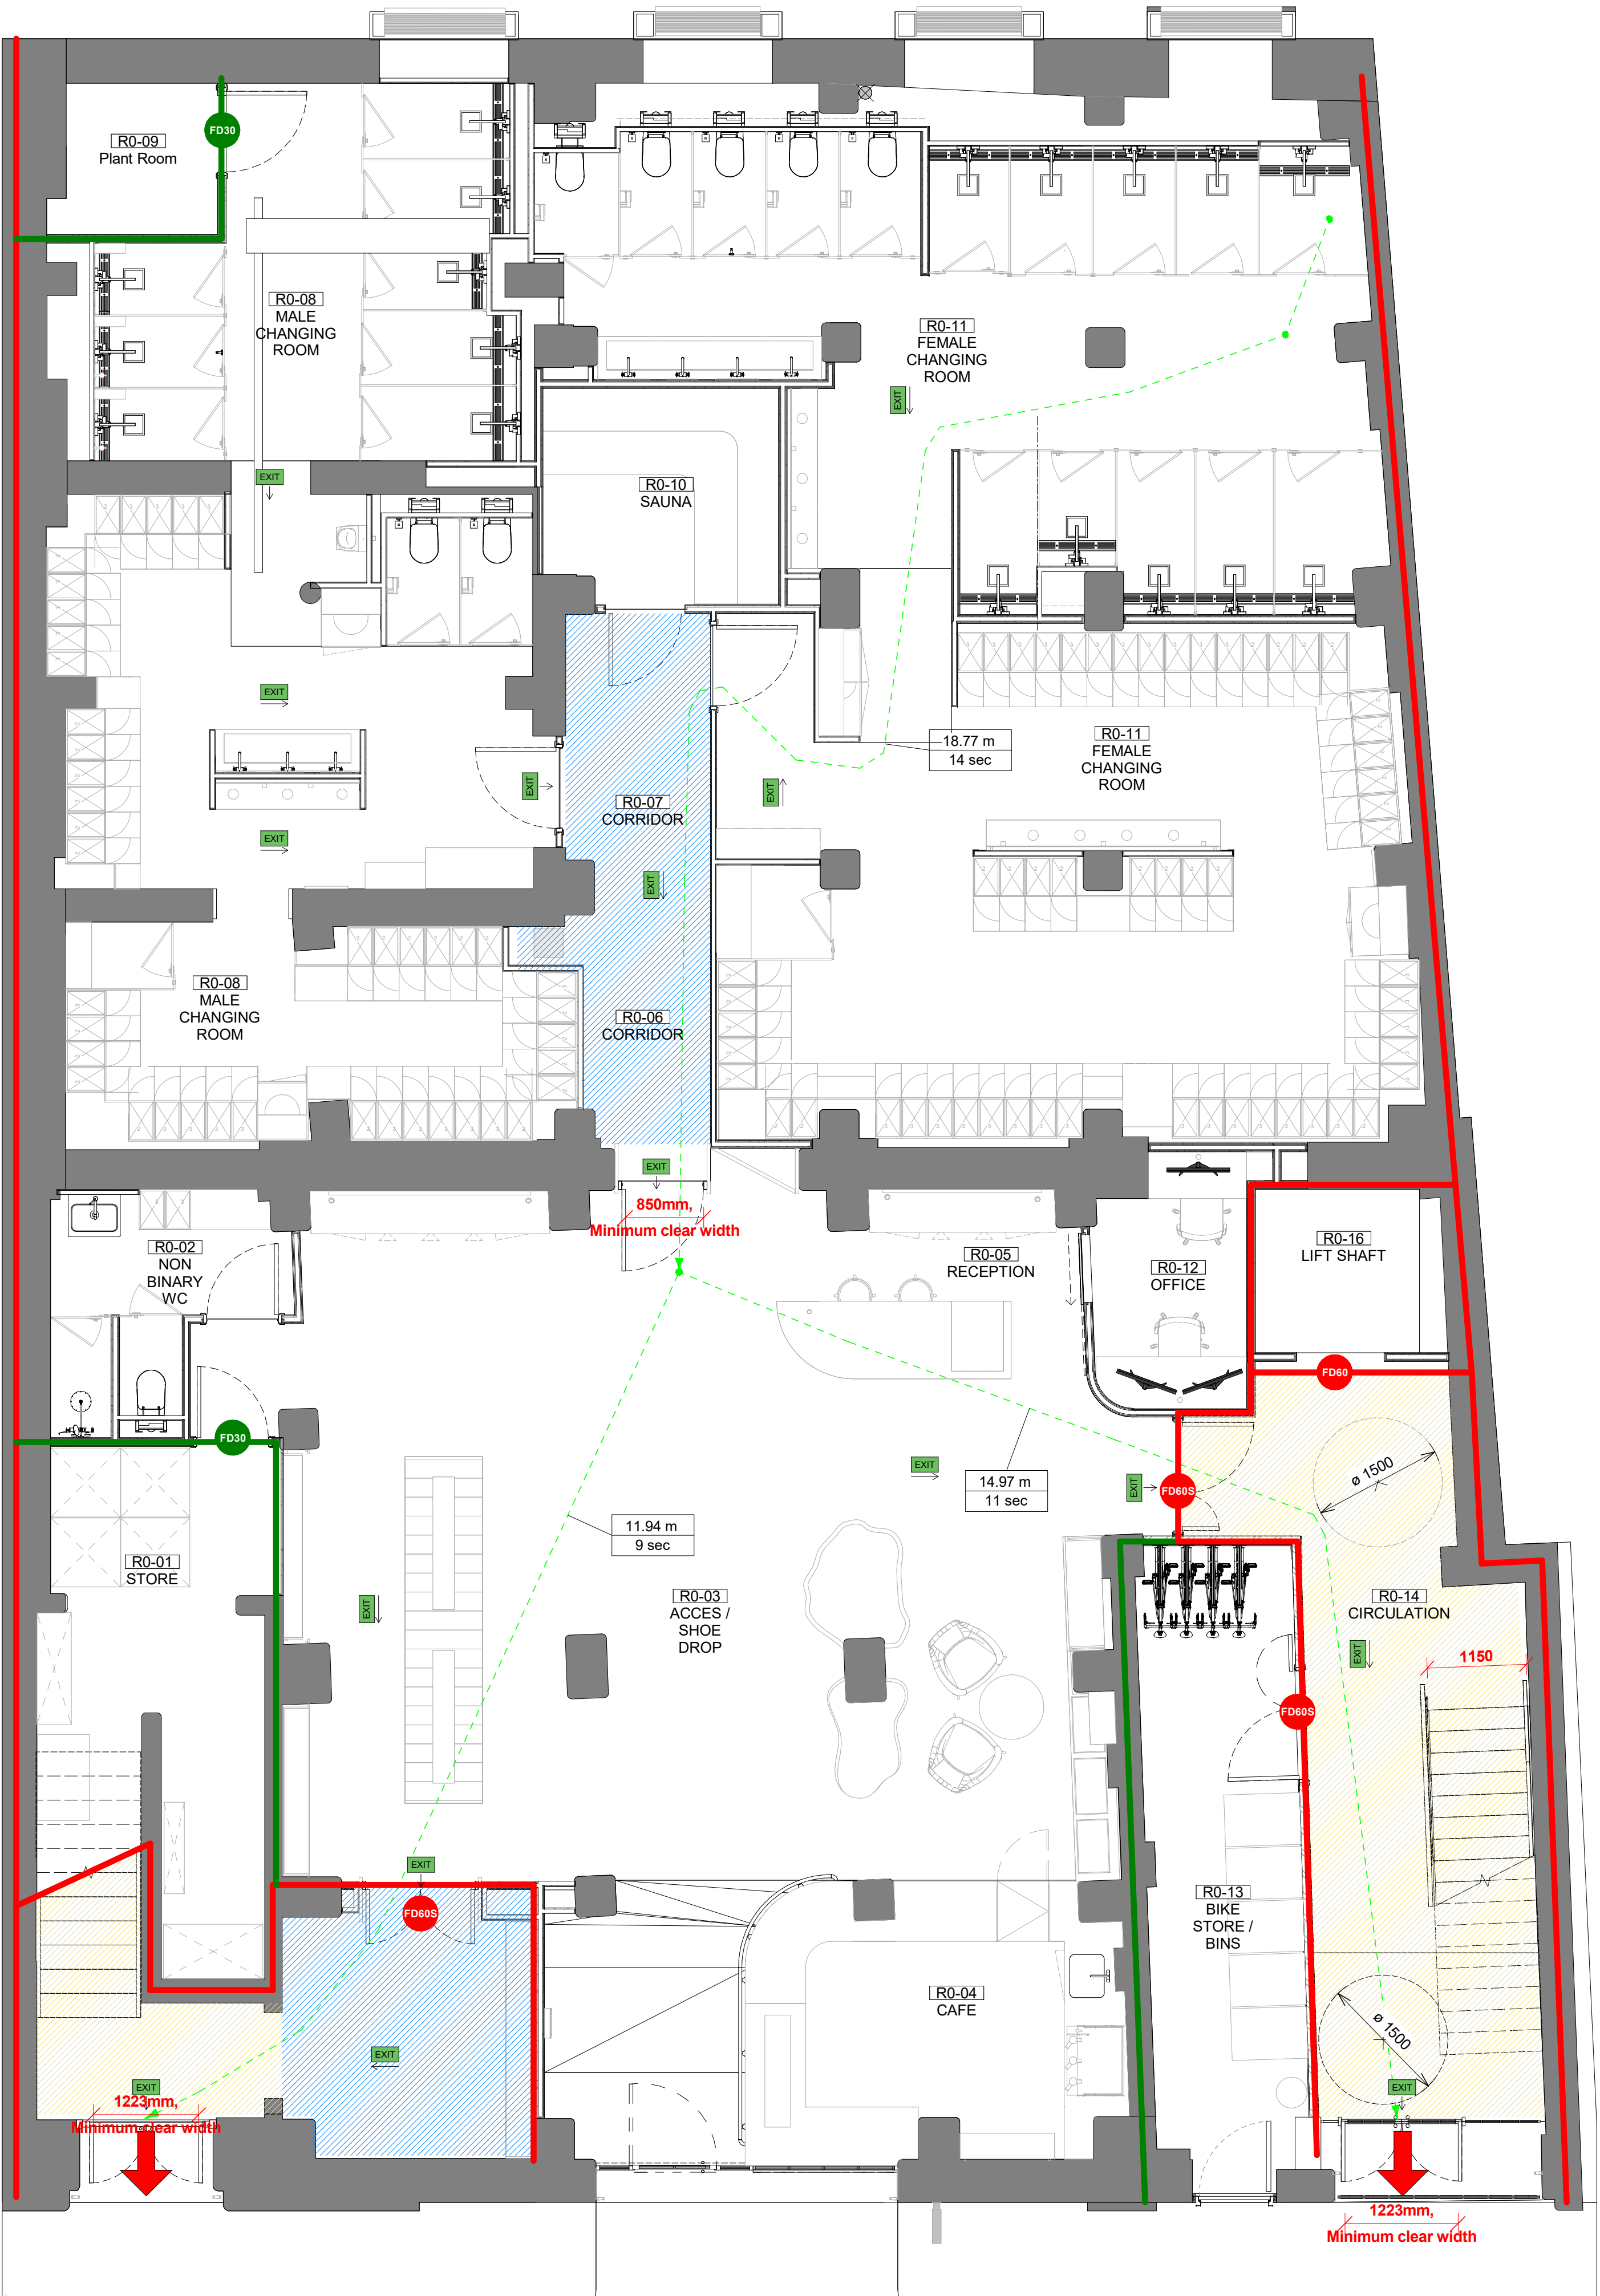 FD30
R0-09
Plant Room
R0-08
MALE
CHANGING
ROOM
R0-11
FEMALE
CHANGING
ROOM
EXIT
EXIT
R0-10
SAUNA
EXIT
18.77 m
14 sec
R0-11
FEMALE
CHANGING
ROOM
EXIT
EXIT
R0-07
CORRIDOR
EXIT
EXIT
R0-08
MALE
CHANGING
ROOM
R0-06
CORRIDOR
EXIT
850mm,
Minimum clear width
R0-02
NON
BINARY
WC
R0-05
RECEPTION
R0-12
OFFICE
R0-16
LIFT SHAFT
FD60
FD30
EXIT
14.97 m
11 sec
EXIT
FD60S
ø 1500
11.94 m
9 sec
R0-01
STORE
EXIT
R0-03
ACCES /
SHOE
DROP
R0-14
CIRCULATION
EXIT
1150
FD60S
EXIT
FD60S
R0-13
BIKE
STORE /
BINS
R0-04
CAFE
EXIT
ø 1500
EXIT
1223mm,
Minimum clear width
EXIT
1223mm,
Minimum clear width